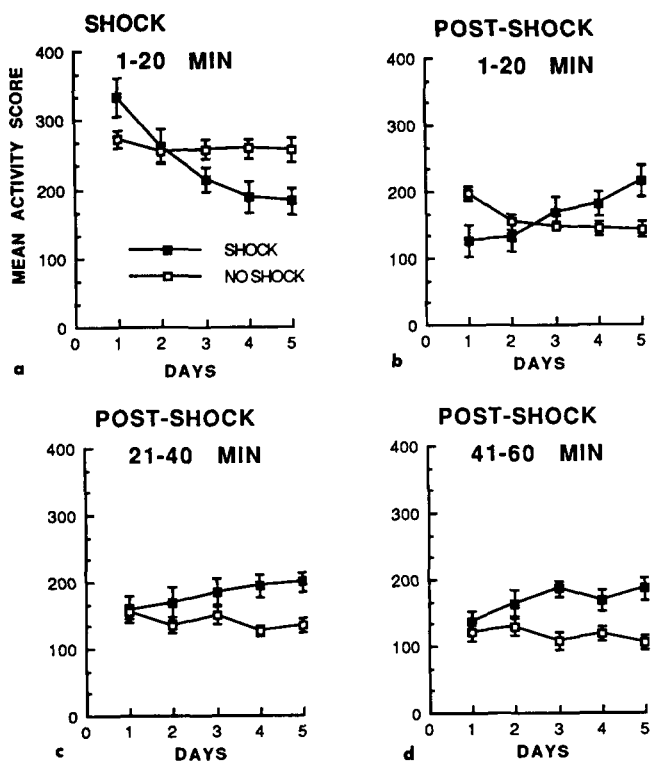 SHOCK
1-20 MIN
MEAN ACTIVITY SCORE
400
300
200
100
0
SHOCK
NO SHOCK
0 1 2 3 4 5
DAYS
a
POST-SHOCK
1-20 MIN
400
300
200
100
0
0 1 2 3 4 5
DAYS
b
POST-SHOCK
21-40 MIN
400
300
200
100
0
0 1 2 3 4 5
DAYS
c
POST-SHOCK
41-60 MIN
400
300
200
100
0
0 1 2 3 4 5
DAYS
d